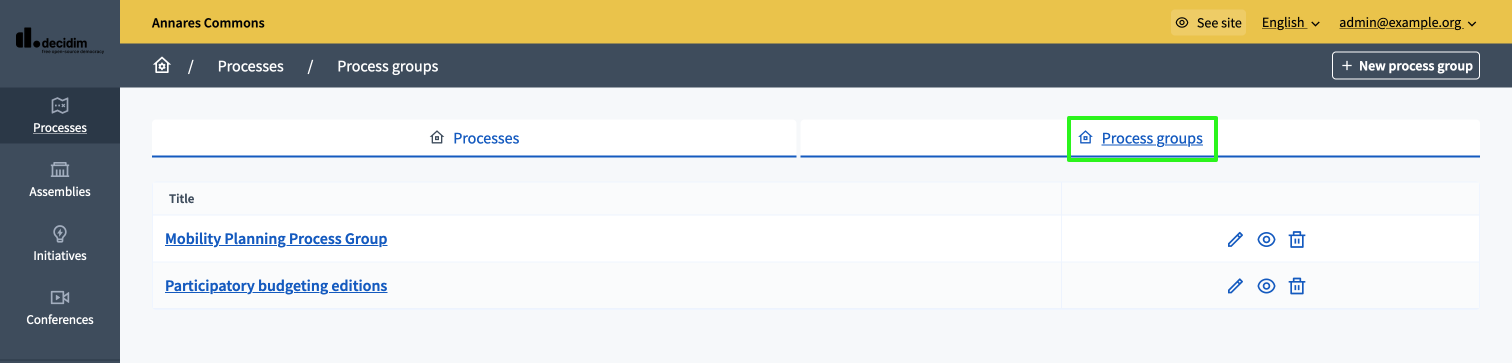 Annares Commons
See site
English
admin@example.org
decidim
free open-source democracy
/ Processes / Process groups
+ New process group
Processes
Assemblies
Initiatives
Conferences
Processes
Process groups
Title
Mobility Planning Process Group
Participatory budgeting editions